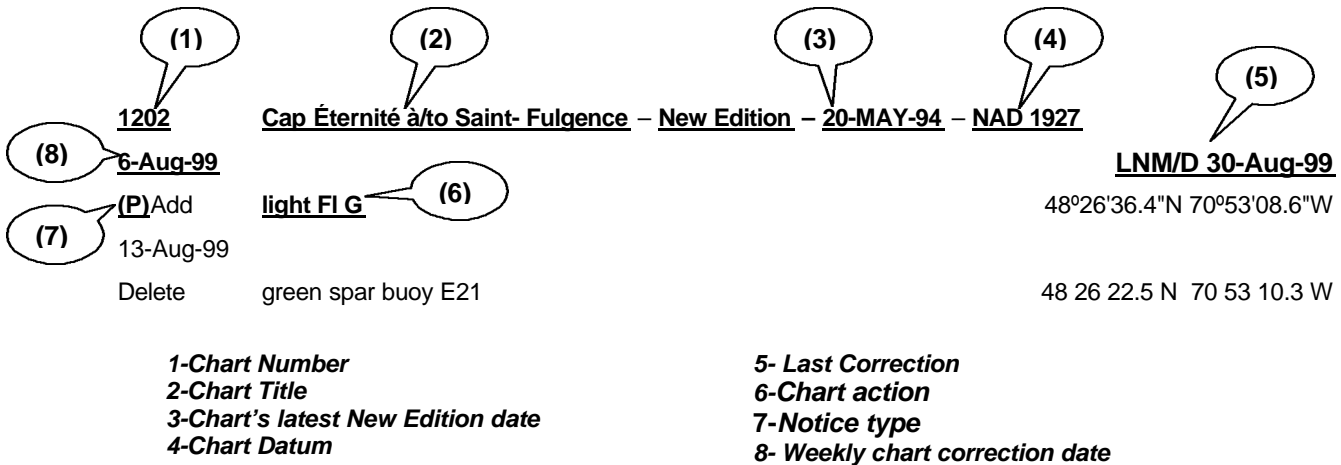 (1) (2) (3) (4)
(5)
1202 Cap Éternité à/to Saint- Fulgence – New Edition – 20-MAY-94 – NAD 1927
(8) 6-Aug-99 LNM/D 30-Aug-99
(P)Add light Fl G (6) 48º26'36.4"N 70º53'08.6"W
(7) 13-Aug-99
Delete green spar buoy E21 48 26 22.5 N 70 53 10.3 W
1-Chart Number
2-Chart Title
3-Chart's latest New Edition date
4-Chart Datum
5- Last Correction
6-Chart action
7-Notice type
8- Weekly chart correction date